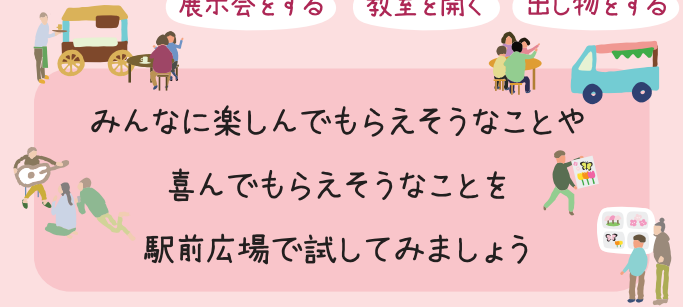 展示会をする 教室を開く 出し物をする
みんなに楽しんでもらえそうなことや
喜んでもらえそうなことを
駅前広場で試してみましょう